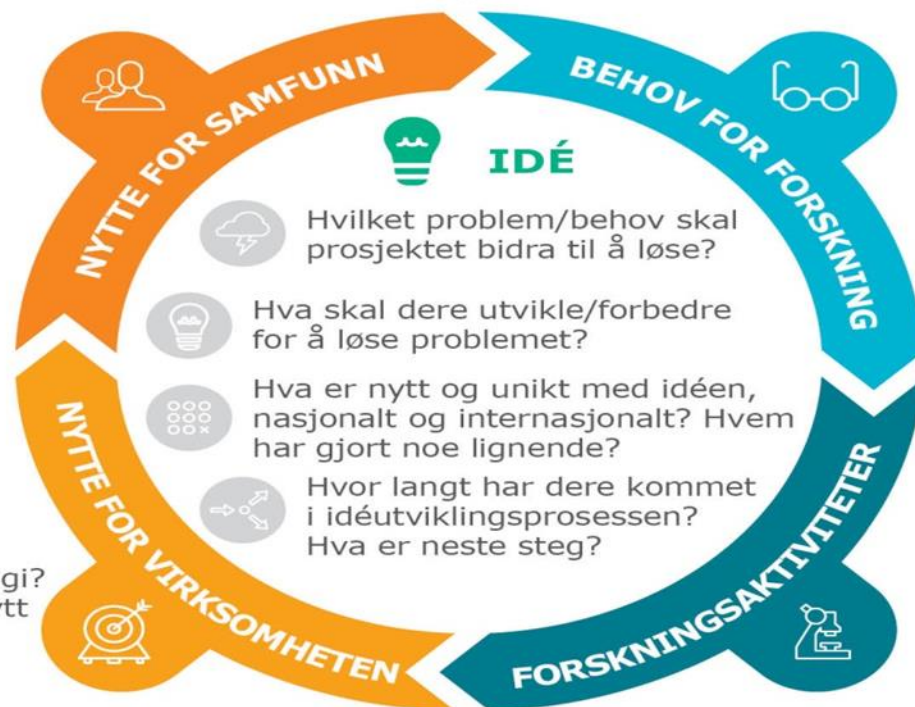 NYTTE FOR SAMFUNN
BEHOV FOR FORSKNING
IDÉ
Hvilket problem/behov skal
prosjektet bidra til å løse?
Hva skal dere utvikle/forbedre
for å løse problemet?
Hva er nytt og unikt med idéen,
nasjonalt og internasjonalt? Hvem
har gjort noe lignende?
Hvor langt har dere kommet
i idéutviklingsprosessen?
Hva er neste steg?
NYTTE FOR VIRKSOMHETEN
FORSKNINGSAKTIVITETER